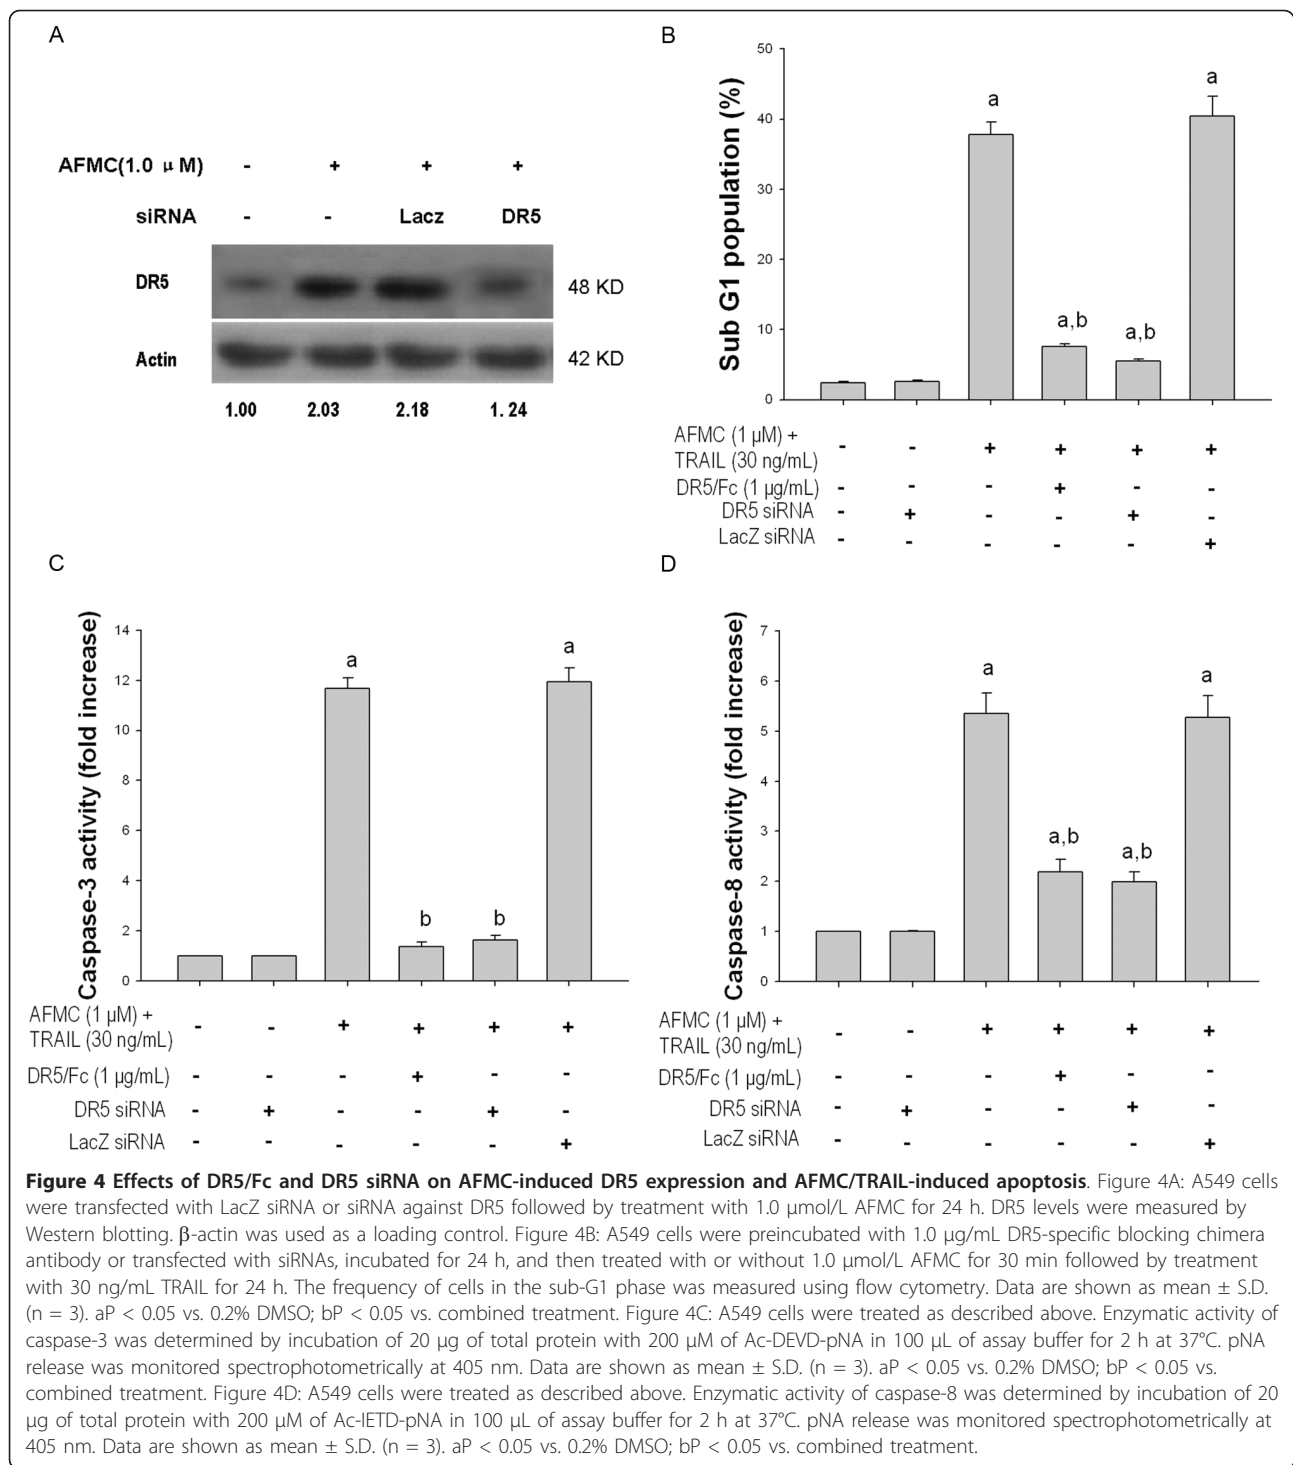 A
AFMC(1.0 μ M) - + + +
siRNA - - Lacz DR5
DR5 48 KD
Actin 42 KD
1.00 2.03 2.18 1. 24
B
Sub G1 population (%)
50
40
30
20
10
0
a a,b a,b a
AFMC (1 µM) +
TRAIL (30 ng/mL) - - + + + +
DR5/Fc (1 µg/mL) - - - + - -
DR5 siRNA - + - - + -
LacZ siRNA - - - - - +
C
Caspase-3 activity (fold increase)
14
12
10
8
6
4
2
0
a b b a
AFMC (1 µM) +
TRAIL (30 ng/mL) - - + + + +
DR5/Fc (1 µg/mL) - - - + - -
DR5 siRNA - + - - + -
LacZ siRNA - - - - - +
D
Caspase-8 activity (fold increase)
7
6
5
4
3
2
1
0
a a,b a,b a
AFMC (1 µM) +
TRAIL (30 ng/mL) - - + + + +
DR5/Fc (1 µg/mL) - - - + - -
DR5 siRNA - + - - + -
LacZ siRNA - - - - - +
Figure 4 Effects of DR5/Fc and DR5 siRNA on AFMC-induced DR5 expression and AFMC/TRAIL-induced apoptosis. Figure 4A: A549 cells
were transfected with LacZ siRNA or siRNA against DR5 followed by treatment with 1.0 μmol/L AFMC for 24 h. DR5 levels were measured by
Western blotting. β-actin was used as a loading control. Figure 4B: A549 cells were preincubated with 1.0 μg/mL DR5-specific blocking chimera
antibody or transfected with siRNAs, incubated for 24 h, and then treated with or without 1.0 μmol/L AFMC for 30 min followed by treatment
with 30 ng/mL TRAIL for 24 h. The frequency of cells in the sub-G1 phase was measured using flow cytometry. Data are shown as mean ± S.D.
(n = 3). aP < 0.05 vs. 0.2% DMSO; bP < 0.05 vs. combined treatment. Figure 4C: A549 cells were treated as described above. Enzymatic activity of
caspase-3 was determined by incubation of 20 μg of total protein with 200 μM of Ac-DEVD-pNA in 100 μL of assay buffer for 2 h at 37°C. pNA
release was monitored spectrophotometrically at 405 nm. Data are shown as mean ± S.D. (n = 3). aP < 0.05 vs. 0.2% DMSO; bP < 0.05 vs.
combined treatment. Figure 4D: A549 cells were treated as described above. Enzymatic activity of caspase-8 was determined by incubation of 20
μg of total protein with 200 μM of Ac-IETD-pNA in 100 μL of assay buffer for 2 h at 37°C. pNA release was monitored spectrophotometrically at
405 nm. Data are shown as mean ± S.D. (n = 3). aP < 0.05 vs. 0.2% DMSO; bP < 0.05 vs. combined treatment.